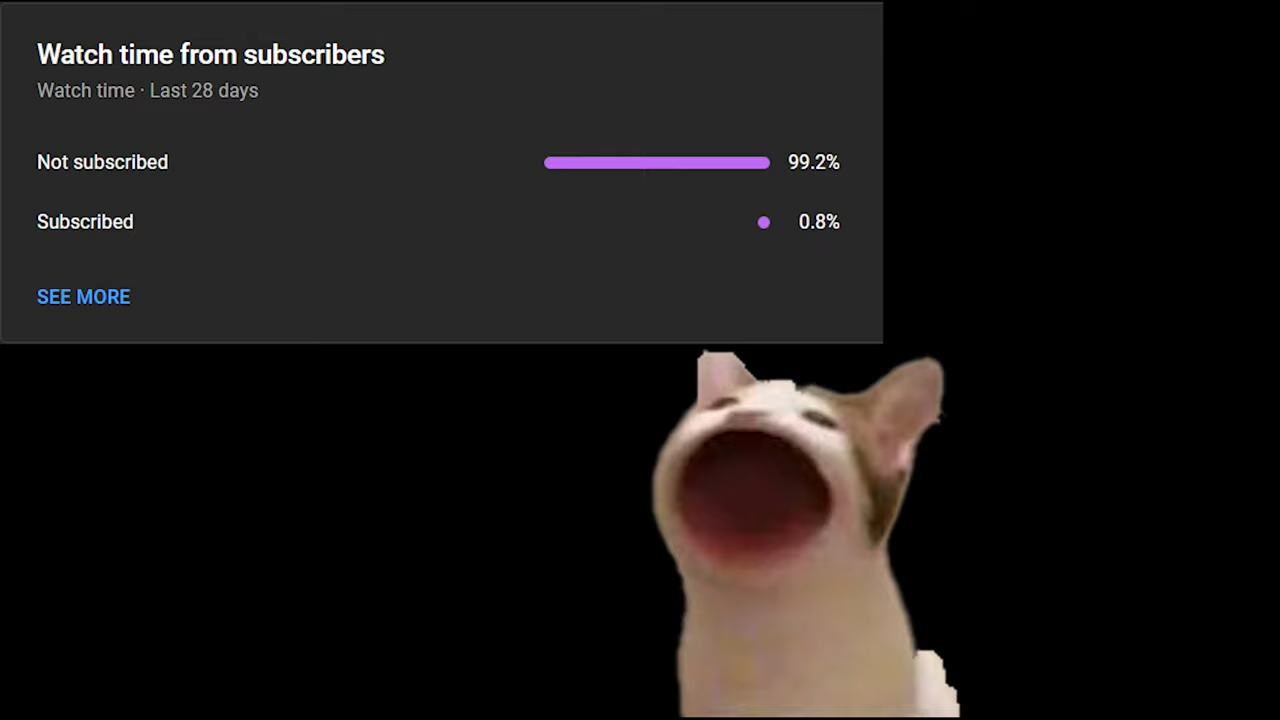 Watch time from subscribers
Watch time · Last 28 days
Not subscribed 99.2%
Subscribed 0.8%
SEE MORE